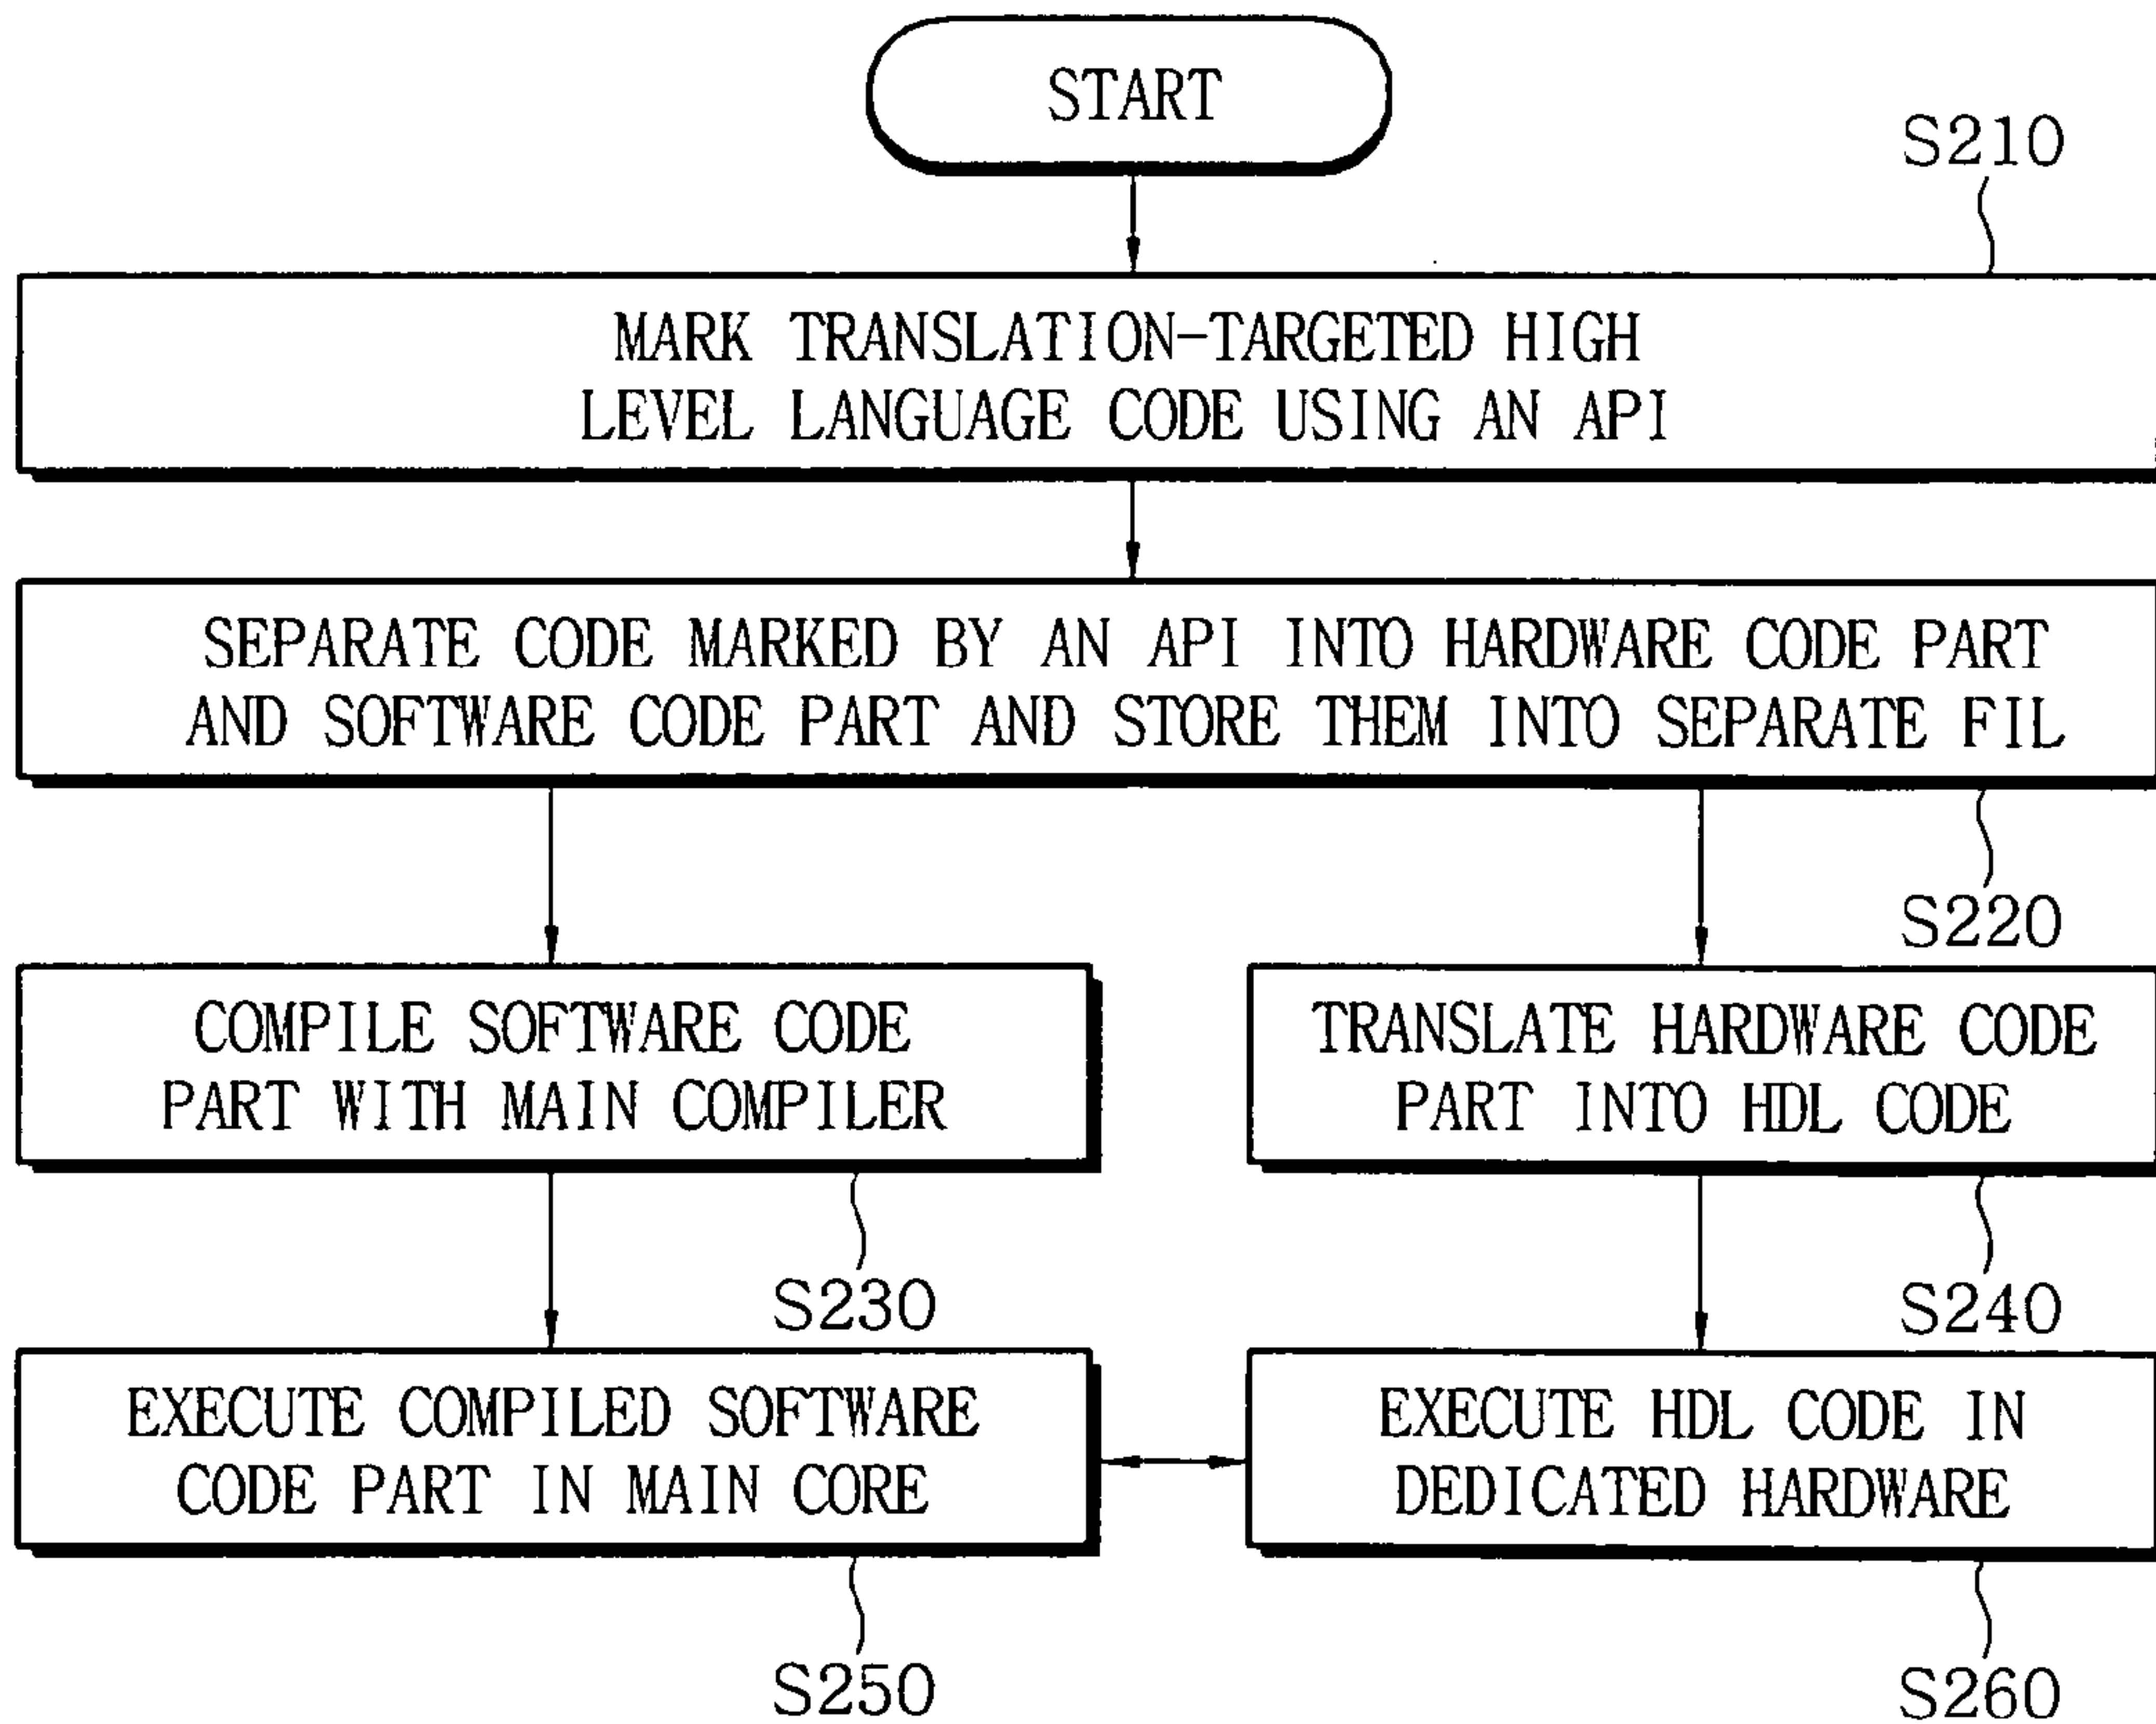 START
S210
MARK TRANSLATION-TARGETED HIGH
LEVEL LANGUAGE CODE USING AN API
SEPARATE CODE MARKED BY AN API INTO HARDWARE CODE PART
AND SOFTWARE CODE PART AND STORE THEM INTO SEPARATE FIL
S220
COMPILE SOFTWARE CODE
PART WITH MAIN COMPILER
TRANSLATE HARDWARE CODE
PART INTO HDL CODE
S230
S240
EXECUTE COMPILED SOFTWARE
CODE PART IN MAIN CORE
EXECUTE HDL CODE IN
DEDICATED HARDWARE
S250
S260